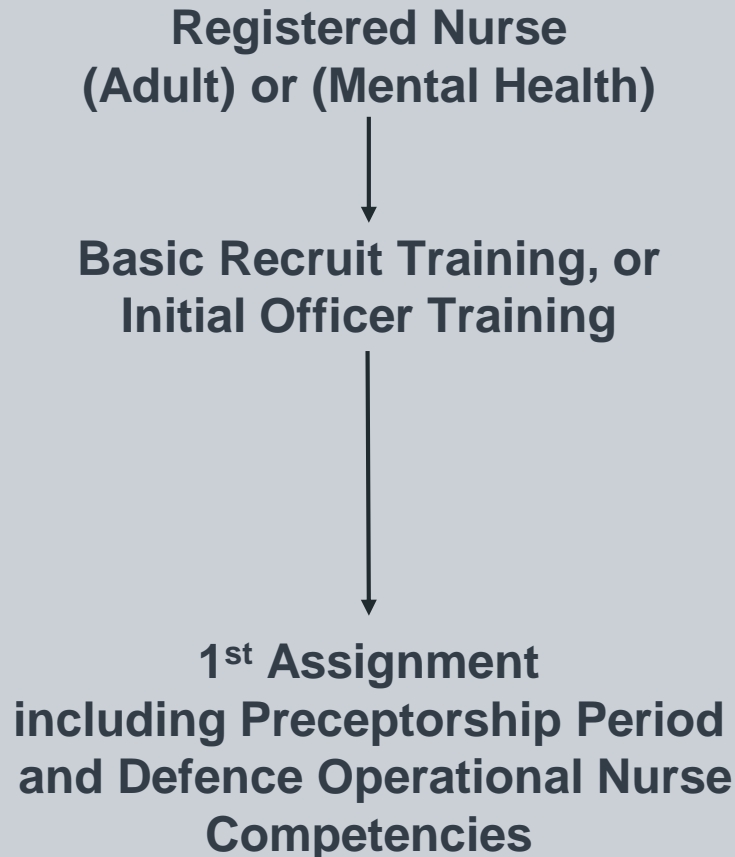 Registered Nurse
(Adult) or (Mental Health)
Basic Recruit Training, or
Initial Officer Training
1st Assignment
including Preceptorship Period
and Defence Operational Nurse
Competencies